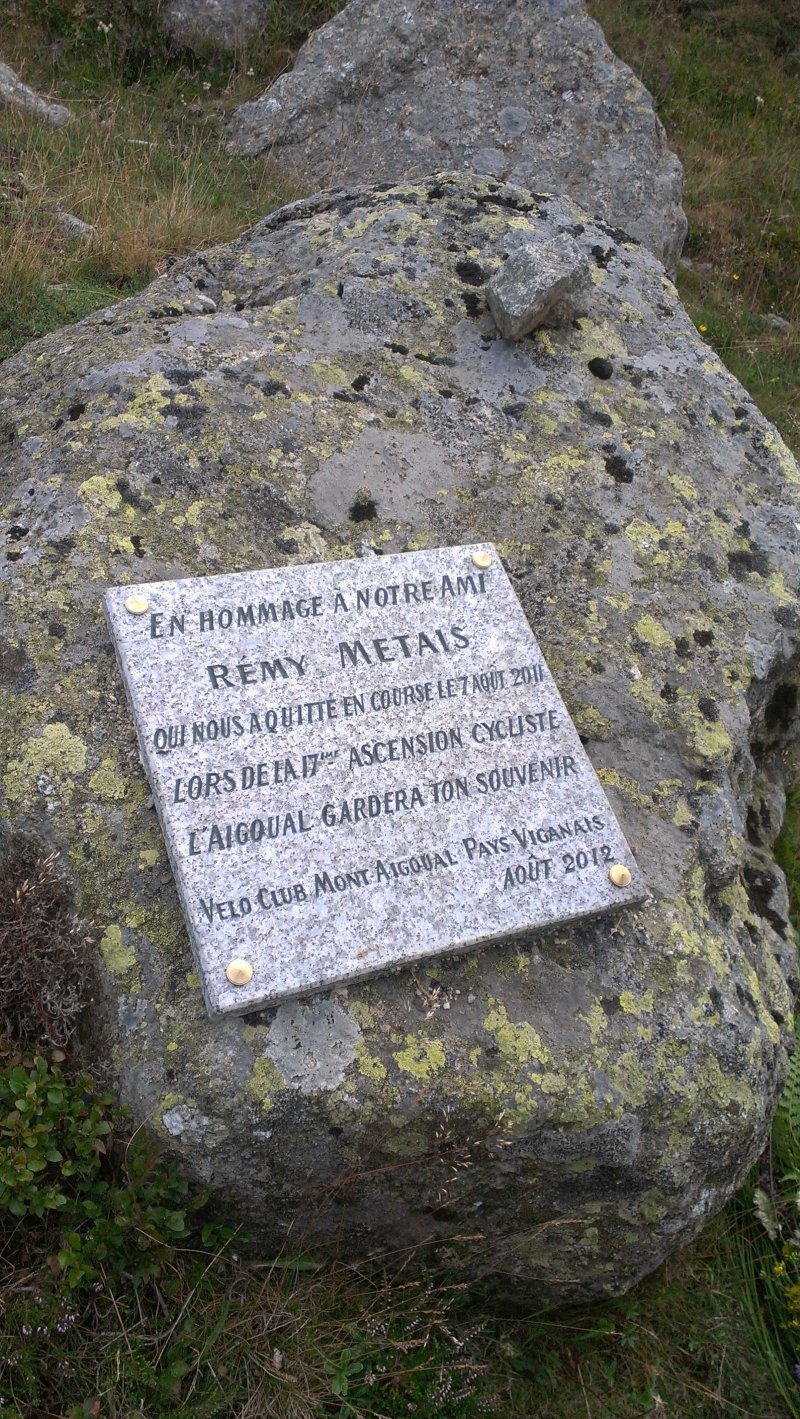 En hommage à notre Ami
Rémy Metais
qui nous a quitté en course le 7 août 2011
lors de la 17ème ascension cycliste
l'Aigoual gardera ton souvenir
Velo Club Mont Aigoual Pays Viganais
août 2012